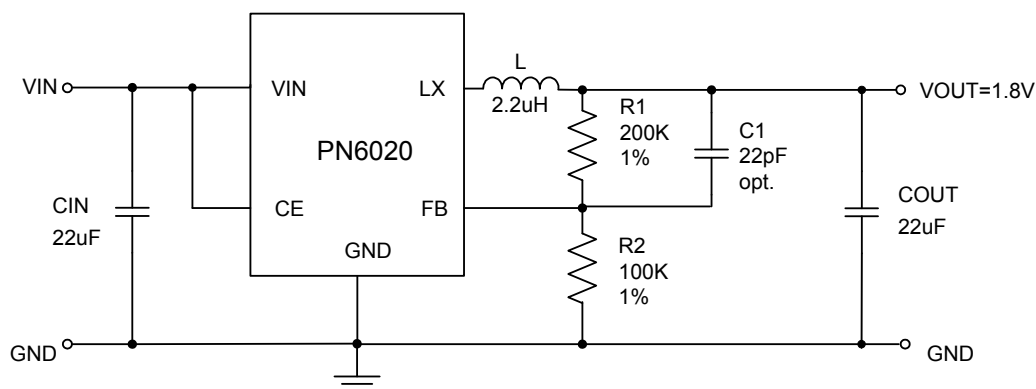 L
VIN
VIN
LX
2.2uH
VOUT=1.8V
R1
200K
1%
C1
22pF
opt.
PN6020
CIN
22uF
CE
FB
COUT
22uF
GND
R2
100K
1%
GND
GND